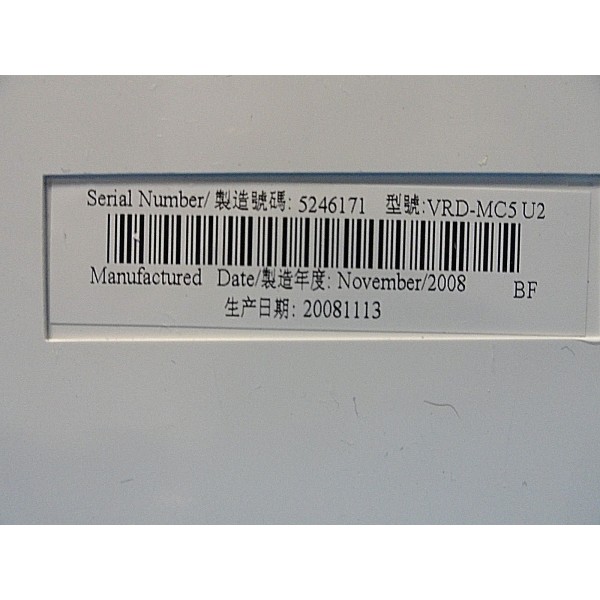 Serial Number/ 製造號碼: 5246171 型號:VRD-MC5 U2
Manufactured Date/製造年度: November/2008 BF
生产日期: 20081113